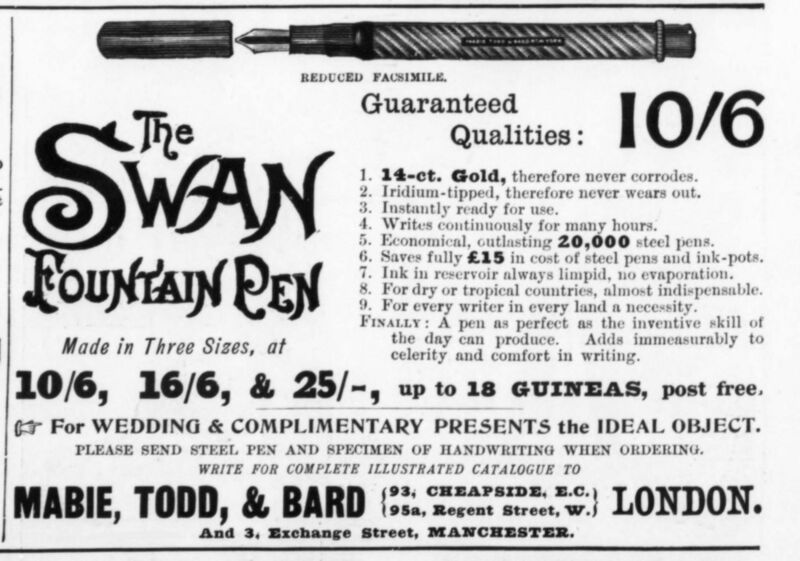 REDUCED FACSIMILE.
The
SWAN
FOUNTAIN PEN
Made in Three Sizes, at
Guaranteed
Qualities:
10/6
1. 14-ct. Gold, therefore never corrodes.
2. Iridium-tipped, therefore never wears out.
3. Instantly ready for use.
4. Writes continuously for many hours.
5. Economical, outlasting 20,000 steel pens.
6. Saves fully £15 in cost of steel pens and ink-pots.
7. Ink in reservoir always limpid, no evaporation.
8. For dry or tropical countries, almost indispensable.
9. For every writer in every land a necessity.
FINALLY: A pen as perfect as the inventive skill of
the day can produce. Adds immeasurably to
celerity and comfort in writing.
10/6, 16/6, & 25/-, up to 18 GUINEAS, post free.
For WEDDING & COMPLIMENTARY PRESENTS the IDEAL OBJECT.
PLEASE SEND STEEL PEN AND SPECIMEN OF HANDWRITING WHEN ORDERING.
WRITE FOR COMPLETE ILLUSTRATED CATALOGUE TO
MABIE, TODD, & BARD {93, CHEAPSIDE, E.C.} LONDON.
{95a, Regent Street, W.}
And 3, Exchange Street, MANCHESTER.